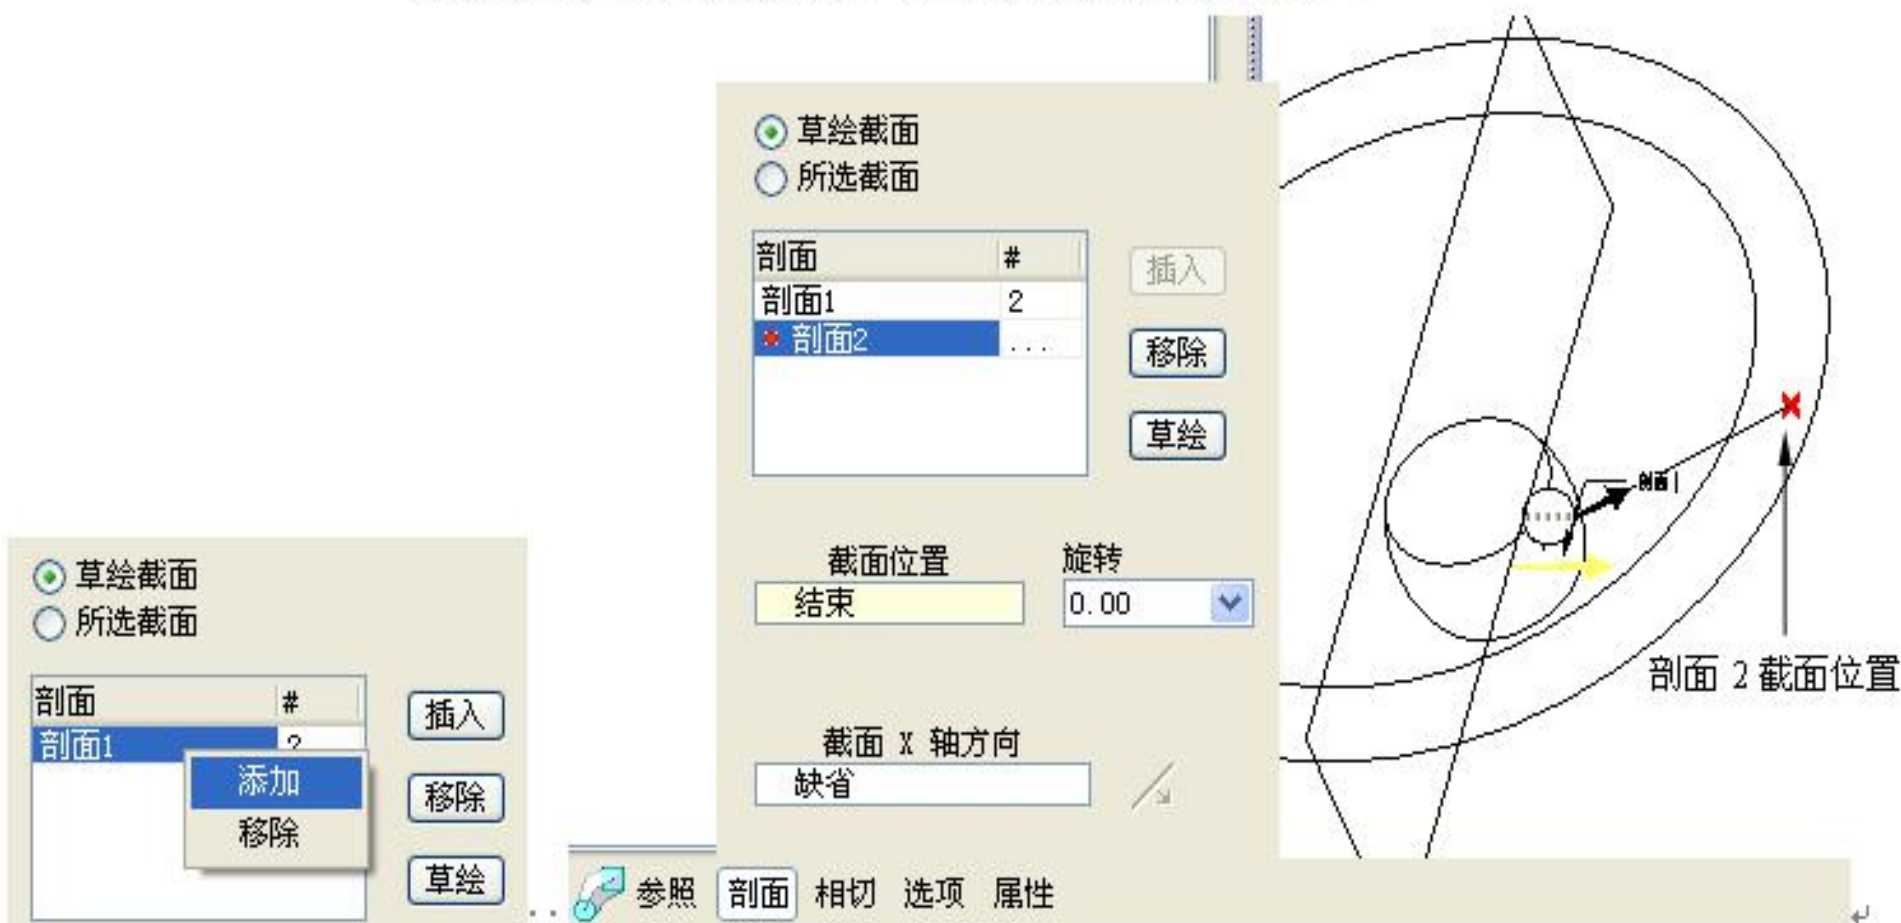 草绘截面
所选截面
剖面 #
剖面1 2
剖面2 ...
插入
移除
草绘
截面位置 旋转
结束 0.00
截面 X 轴方向
缺省
参照 剖面 相切 选项 属性
草绘截面
所选截面
剖面 #
剖面1 2
添加
移除
插入
移除
草绘
剖面1
剖面 2 截面位置